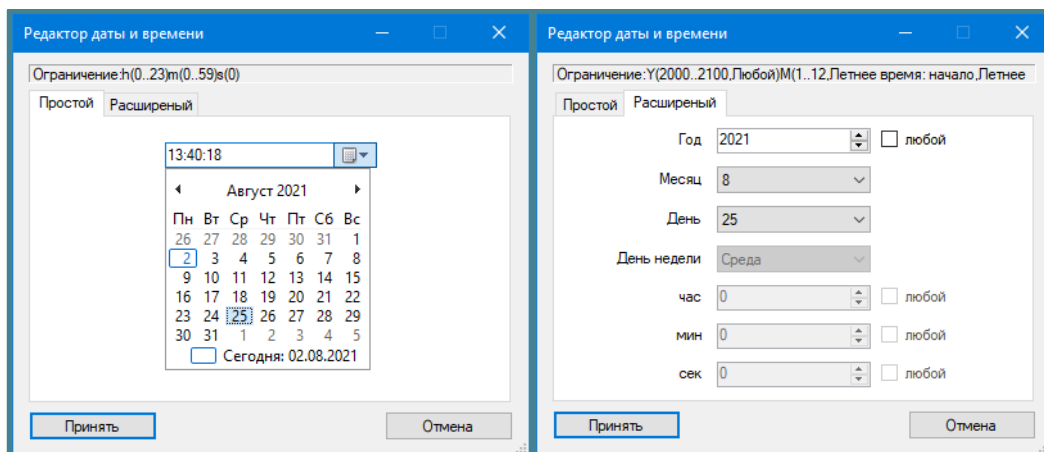 Редактор даты и времени
Ограничение:h(0..23)m(0..59)s(0)
Простой Расширеный
13:40:18
Август 2021
Пн Вт Ср Чт Пт Сб Вс
26 27 28 29 30 31 1
2 3 4 5 6 7 8
9 10 11 12 13 14 15
16 17 18 19 20 21 22
23 24 25 26 27 28 29
30 31 1 2 3 4 5
Сегодня: 02.08.2021
Принять Отмена
Редактор даты и времени
Ограничение:Y(2000..2100,Любой)M(1..12,Летнее время: начало,Летнее
Простой Расширеный
Год 2021 любой
Месяц 8
День 25
День недели Среда
час 0 любой
мин 0 любой
сек 0 любой
Принять Отмена